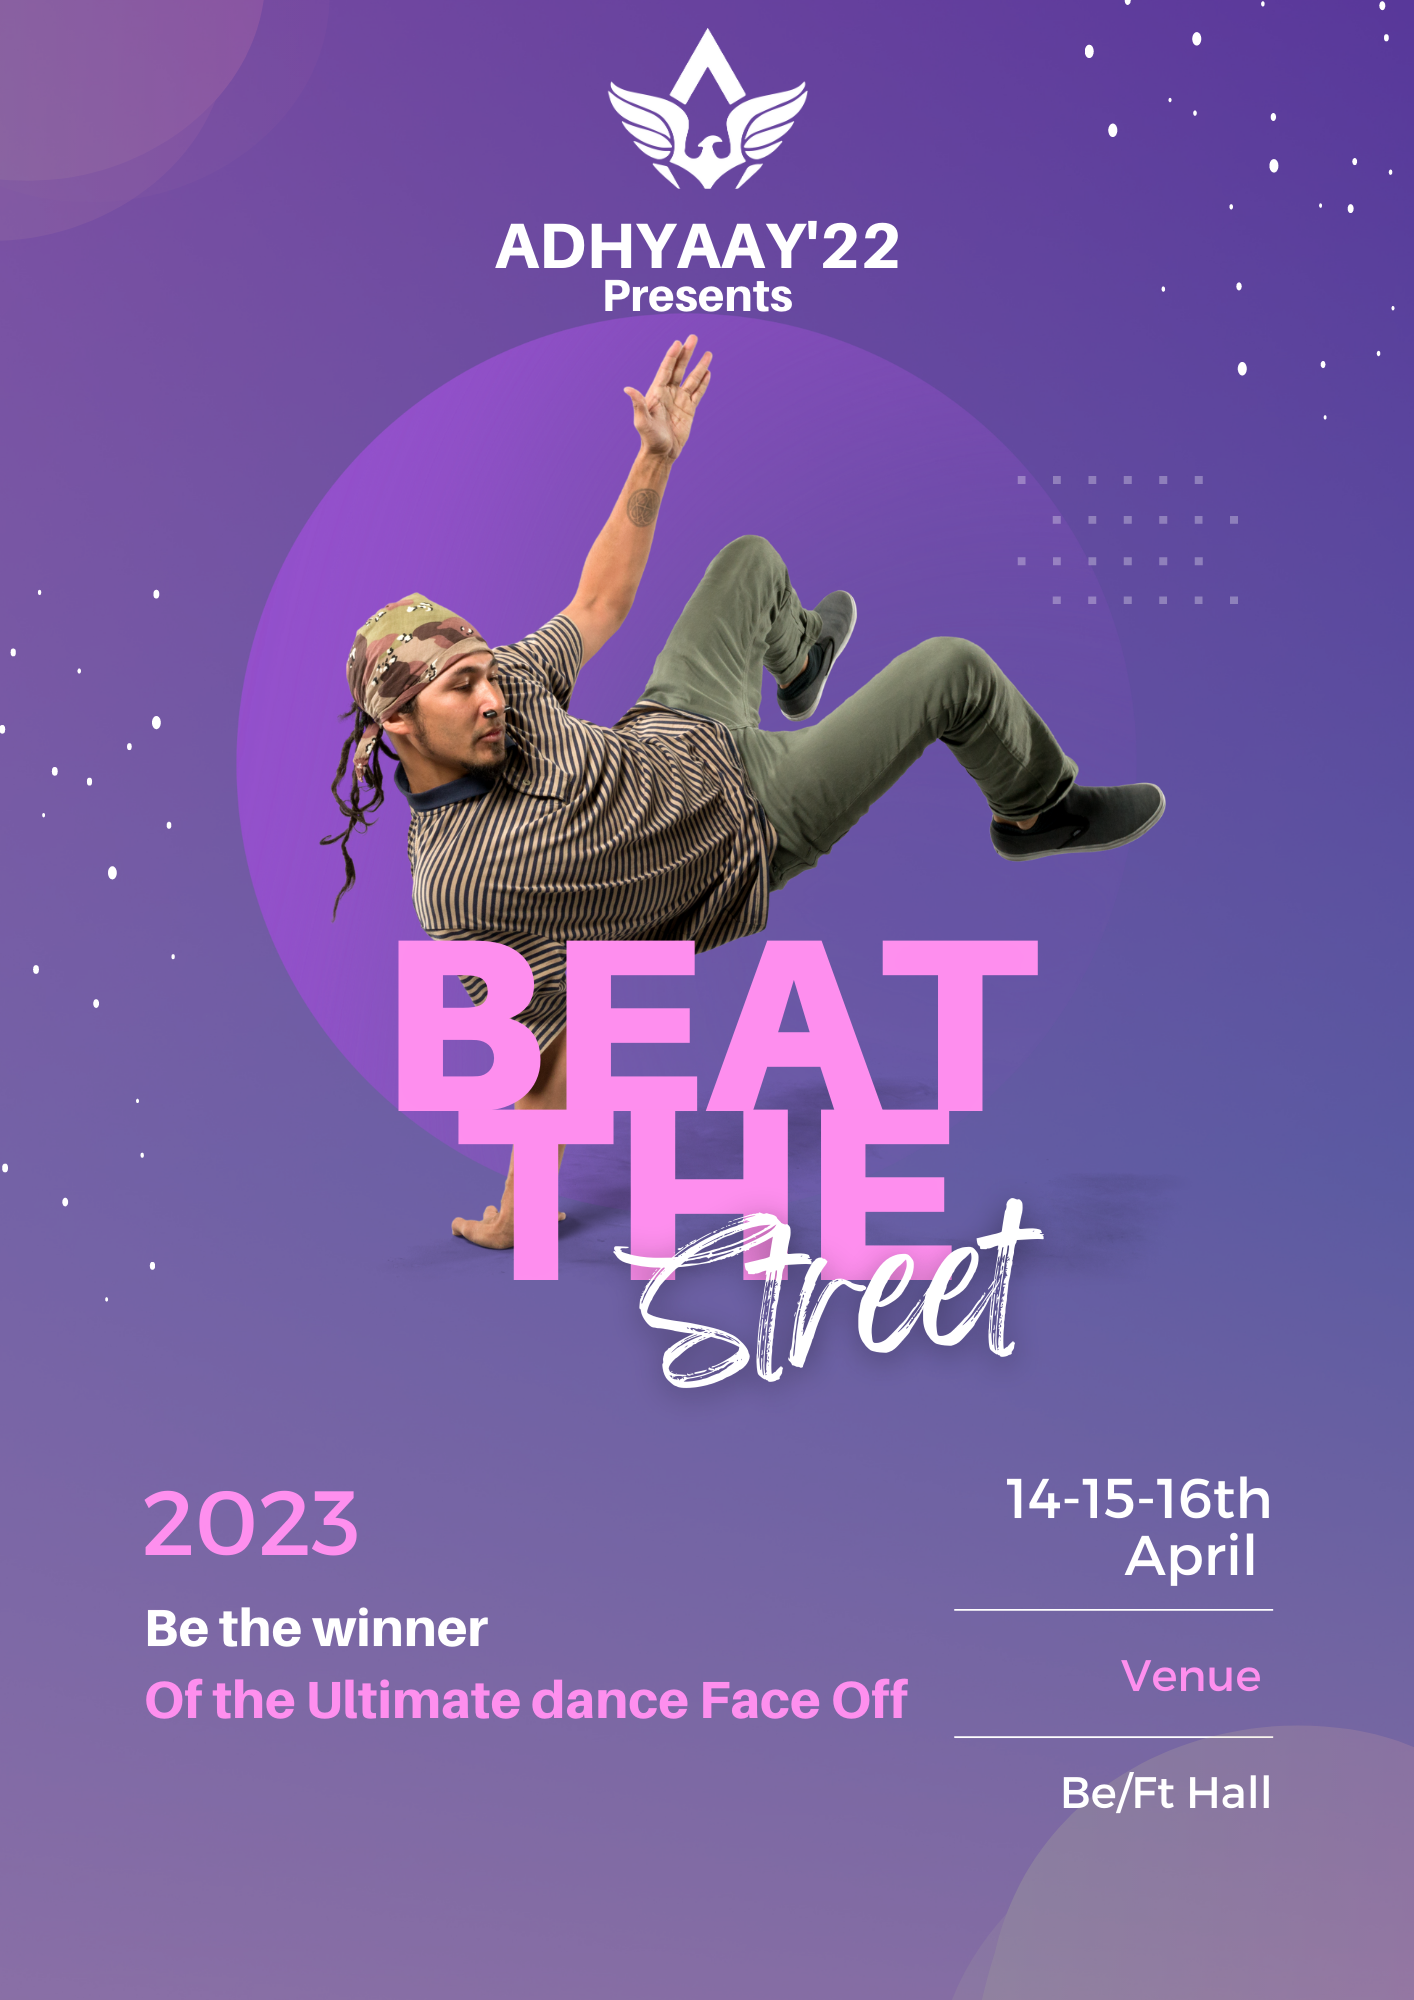 ADHYAAY'22
Presents
BEAT
THE
Street
2023
Be the winner
Of the Ultimate dance Face Off
14-15-16th
April
Venue
Be/Ft Hall